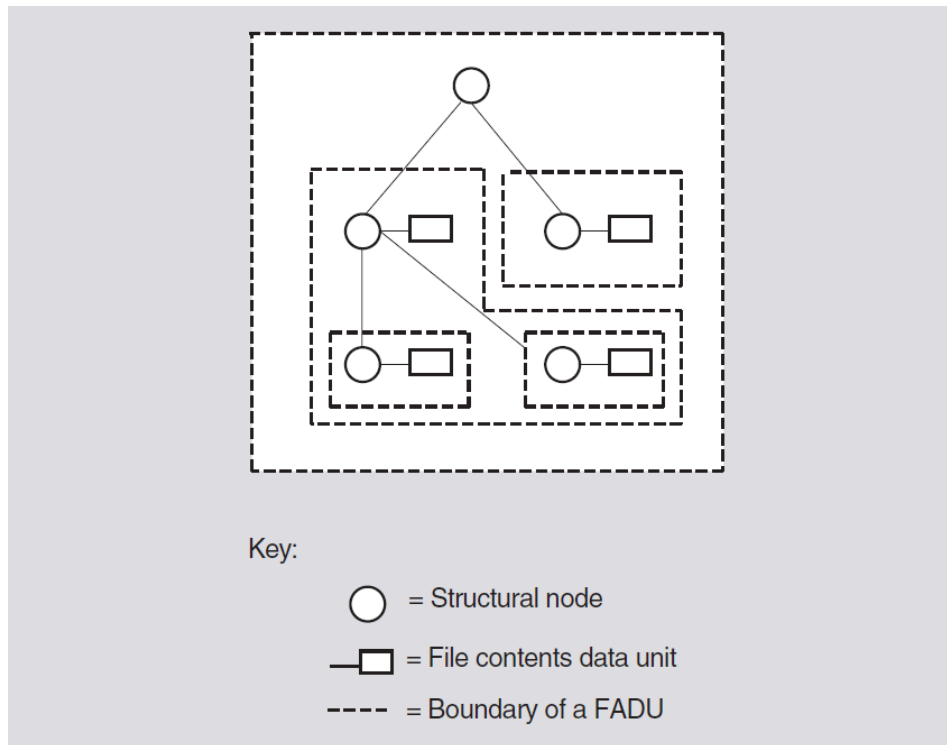 Key:
= Structural node
= File contents data unit
= Boundary of a FADU